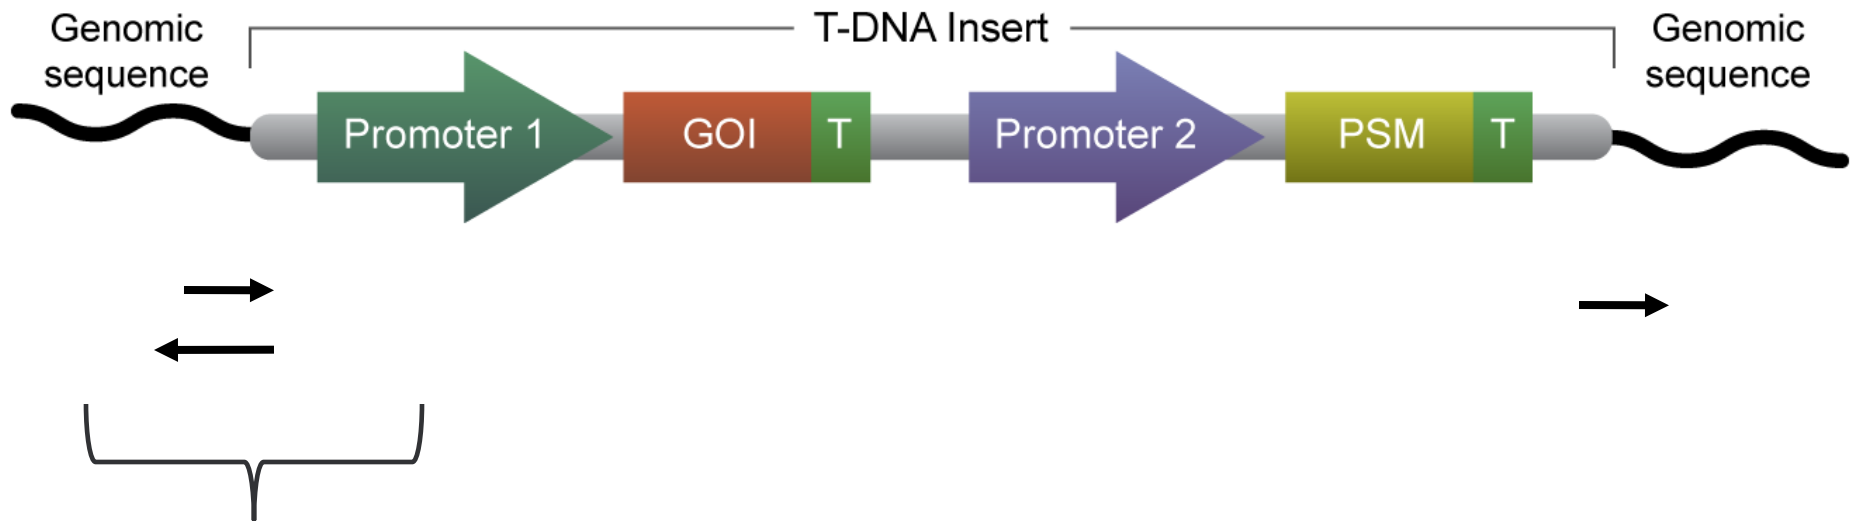 Genomic
sequence
T-DNA Insert
Genomic
sequence
Promoter 1
GOI
T
Promoter 2
PSM
T